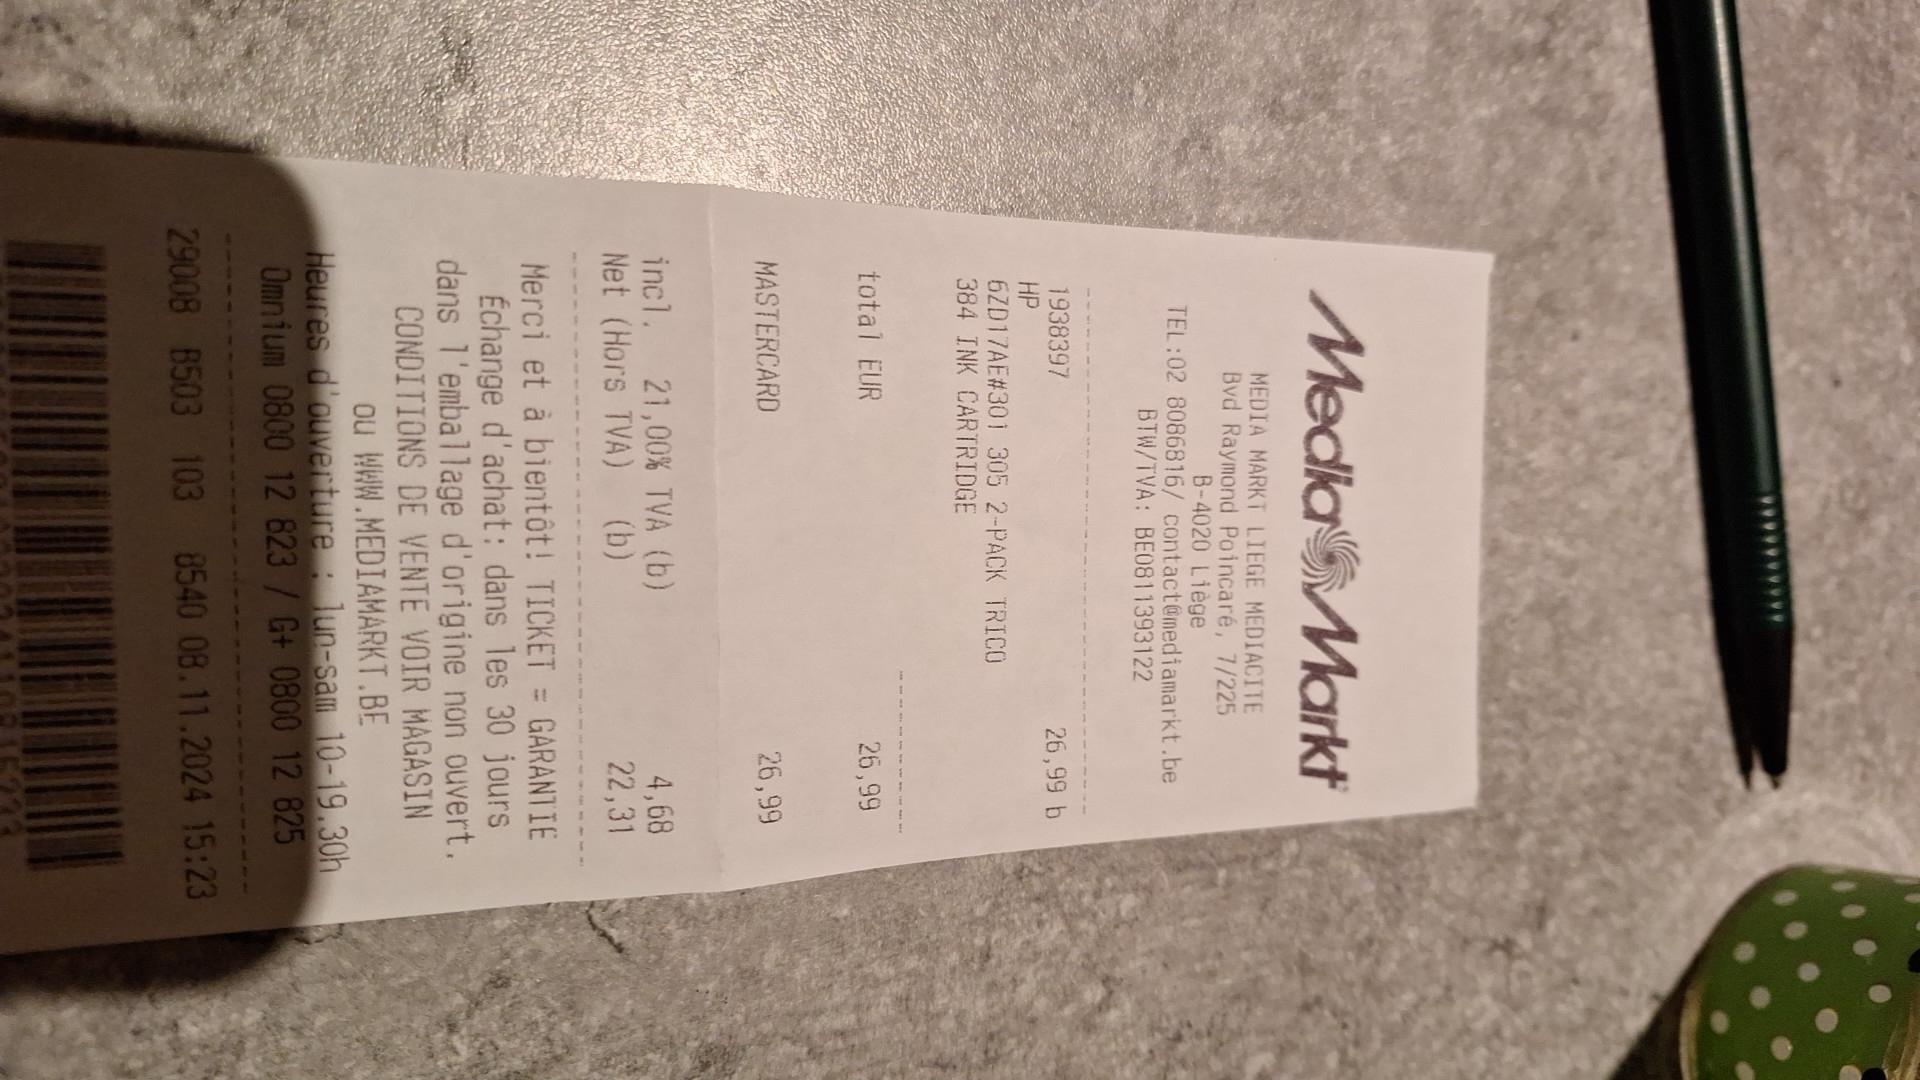 MediaMarkt
MEDIA MARKT LIEGE MEDIACITE
Bvd Raymond Poincaré, 7/225
B-4020 Liège
TEL:02 8086816/ contact@mediamarkt.be
BTW/TVA: BE0811393122
1938397 26,99 b
HP
6ZD17AE#301 305 2-PACK TRICO
384 INK CARTRIDGE
total EUR 26,99
MASTERCARD 26,99
incl. 21,00% TVA (b) 4,68
Net (Hors TVA) (b) 22,31
Merci et à bientôt! TICKET = GARANTIE
Échange d'achat: dans les 30 jours
dans l'emballage d'origine non ouvert.
CONDITIONS DE VENTE VOIR MAGASIN
ou WWW.MEDIAMARKT.BE
Heures d'ouverture : lun-sam 10-19.30h
Omnium 0800 12 823 / G+ 0800 12 825
29008 B503 103 8540 08.11.2024 15:23